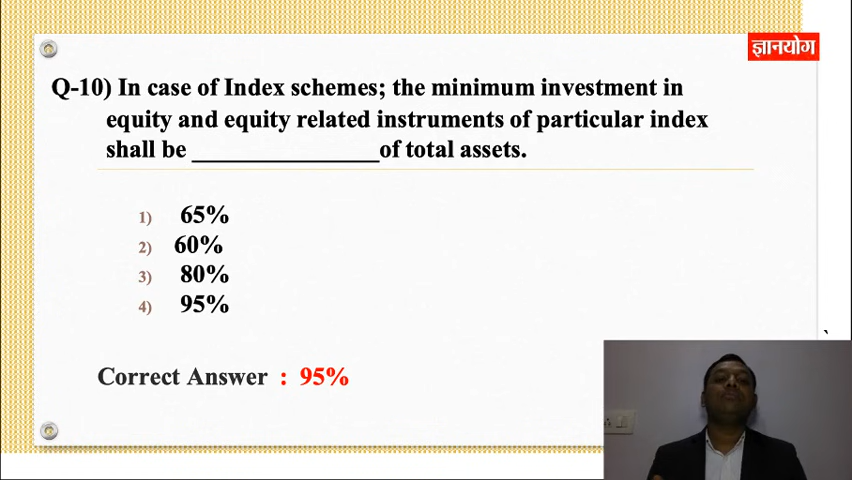 ज्ञानयोग
Q-10) In case of Index schemes; the minimum investment in
equity and equity related instruments of particular index
shall be _______________of total assets.
1) 65%
2) 60%
3) 80%
4) 95%
Correct Answer : 95%